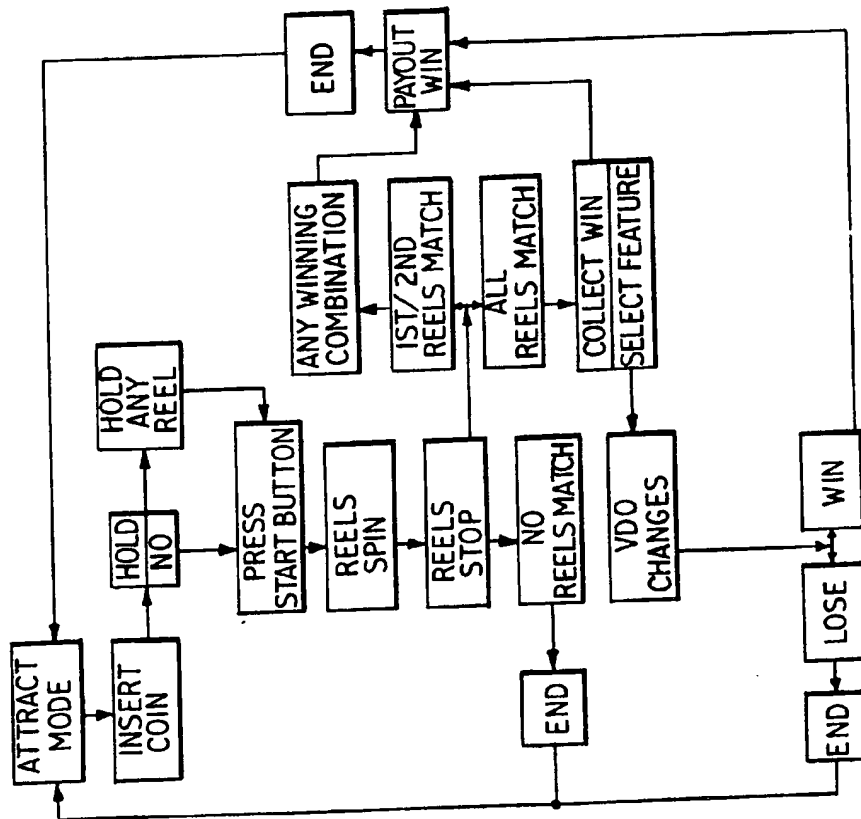 ATTRACT
MODE
INSERT
COIN
HOLD
NO
HOLD
ANY
REEL
PRESS
START BUTTON
REELS
SPIN
REELS
STOP
NO
REELS MATCH
END
ANY WINNING
COMBINATION
1ST/2ND
REELS MATCH
ALL
REELS MATCH
COLLECT WIN
SELECT FEATURE
PAYOUT
WIN
END
VDO
CHANGES
WIN
LOSE
END